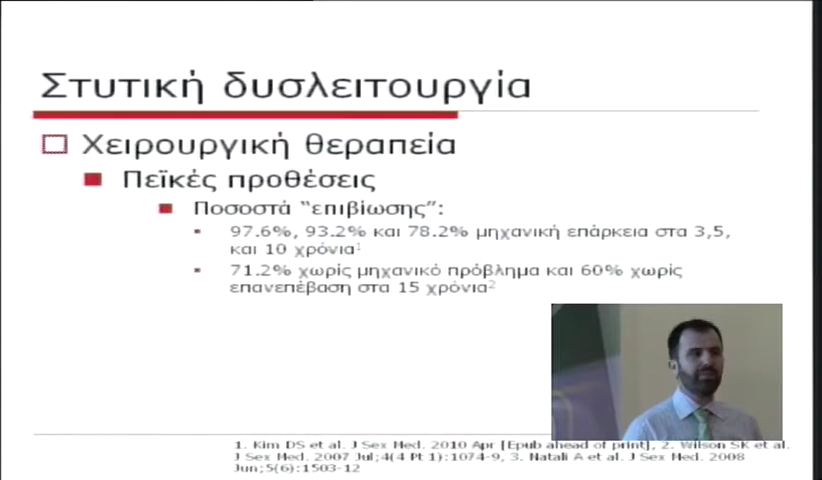 Στυτική δυσλειτουργία
Χειρουργική θεραπεία
Πεϊκές προθέσεις
Ποσοστά “επιβίωσης”:
97.6%, 93.2% και 78.2% μηχανική επάρκεια στα 3,5,
και 10 χρόνια¹
71.2% χωρίς μηχανικό πρόβλημα και 60% χωρίς
επανεπέβαση στα 15 χρόνια²
1. Kim DS et al. J Sex Med. 2010 Apr [Epub ahead of print], 2. Wilson SK et al.
J Sex Med. 2007 Jul;4(4 Pt 1):1074-9, 3. Natali A et al. J Sex Med. 2008
Jun;5(6):1503-12